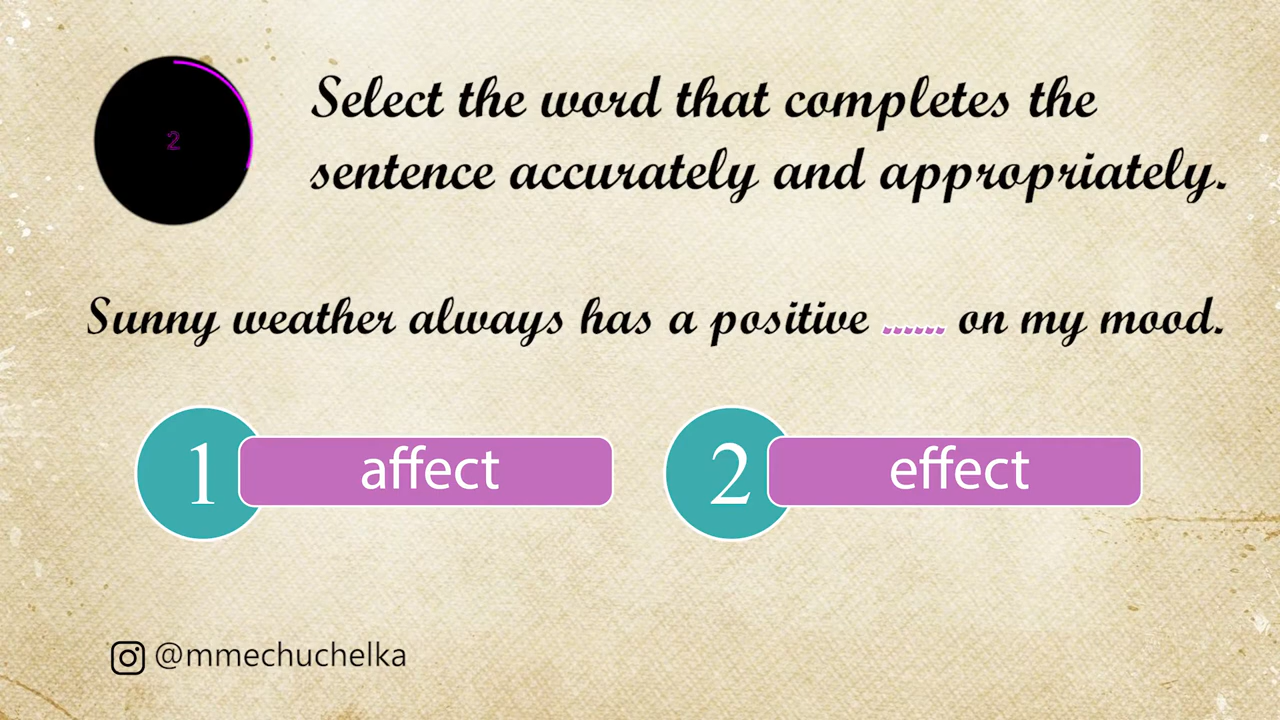 2
Select the word that completes the
sentence accurately and appropriately.
Sunny weather always has a positive ...... on my mood.
1 affect
2 effect
@mmechuchelka